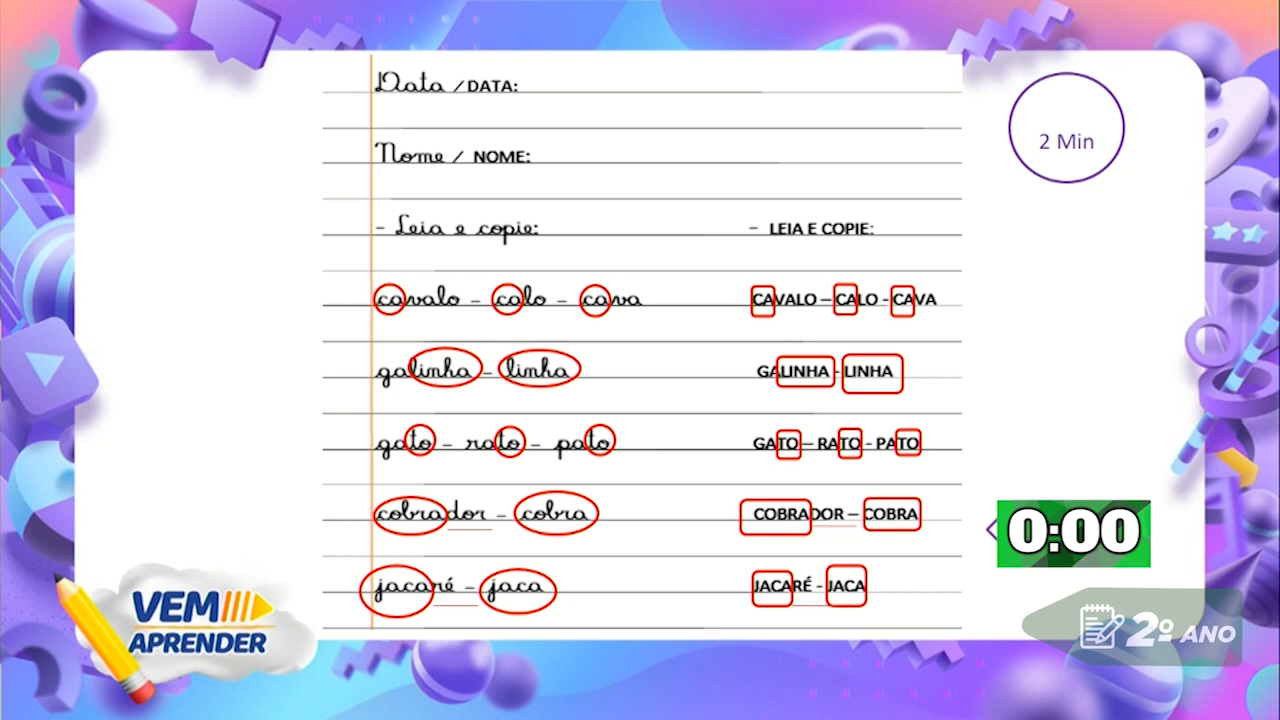 Data / DATA:
2 Min
Nome / NOME:
- Leia e copie: - LEIA E COPIE:
cavalo - calo - cava CAVALO – CALO - CAVA
galinha - linha GALINHA - LINHA
gato - rato - pato GATO – RATO - PATO
cobrador - cobra COBRADOR – COBRA
0:00
jacaré - jaca JACARÉ - JACA
VEM
APRENDER
2º ANO